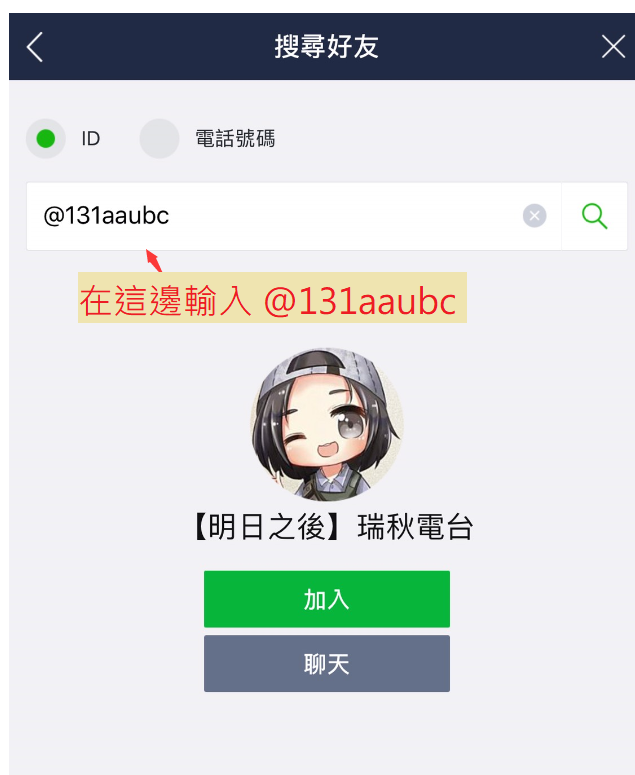 搜尋好友
ID 電話號碼
@131aaubc
在這邊輸入 @131aaubc
【明日之後】瑞秋電台
加入
聊天